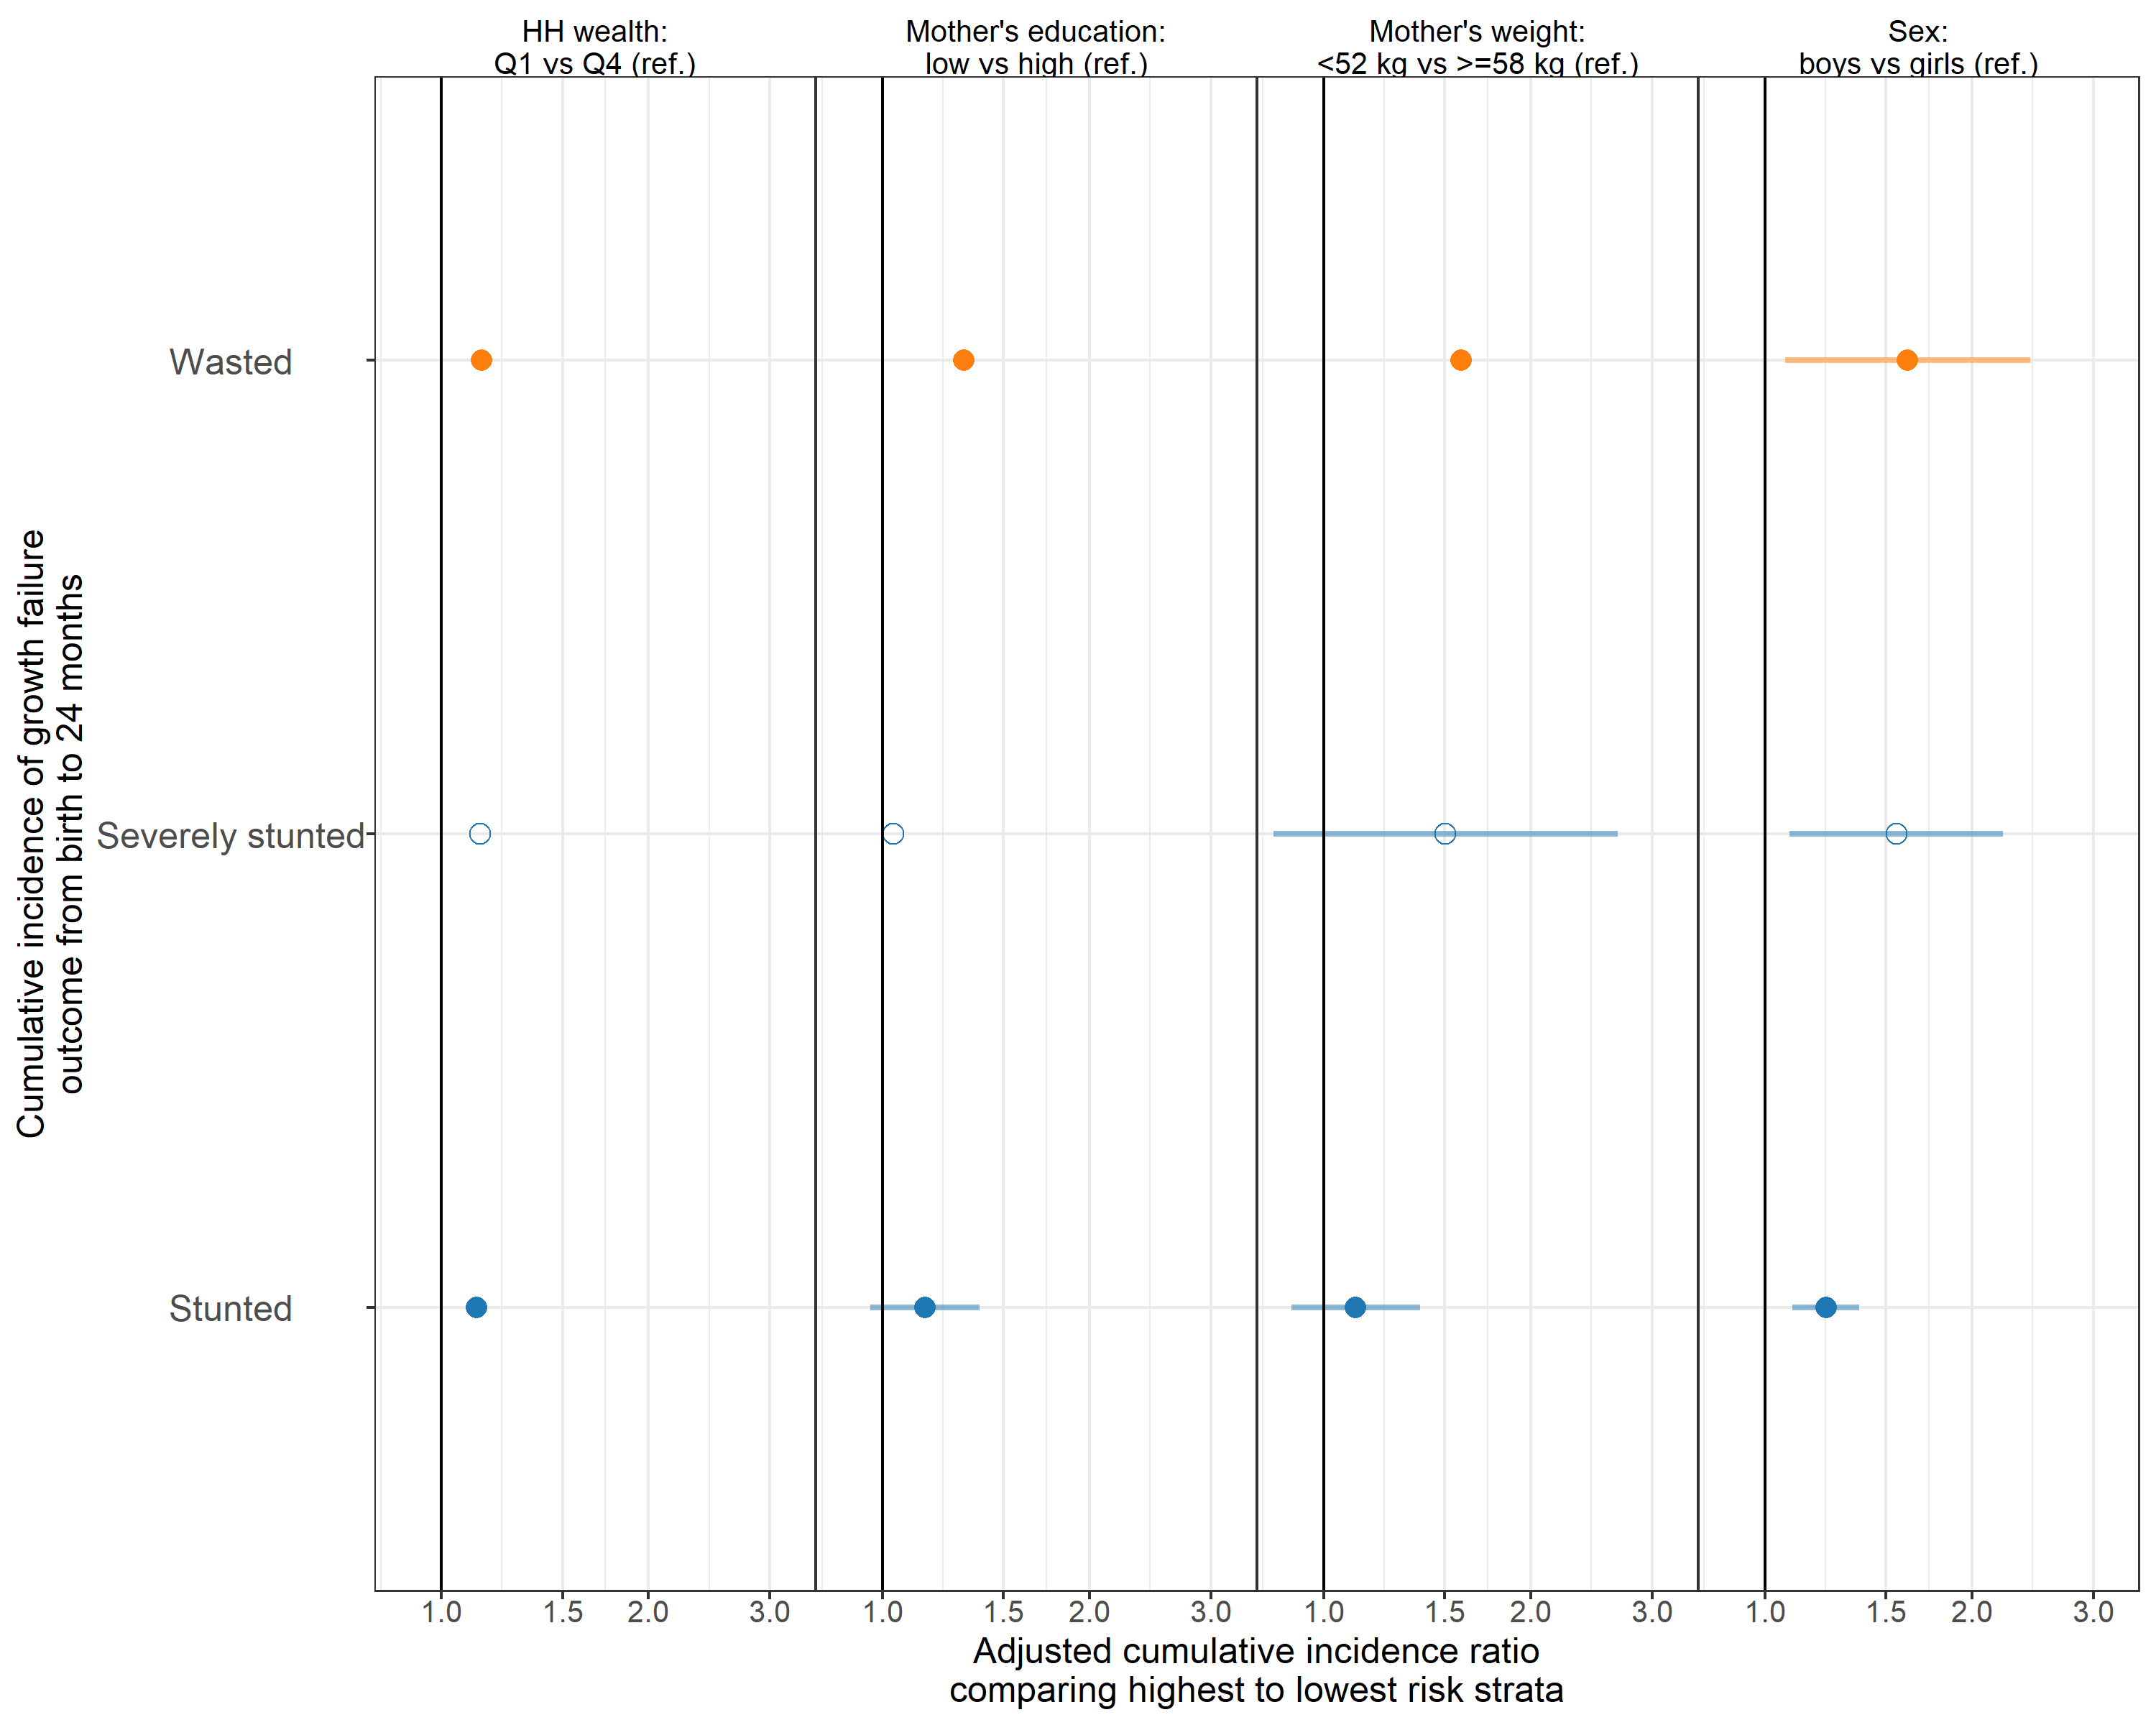 HH wealth:
Q1 vs Q4 (ref.)
Mother's education:
low vs high (ref.)
Mother's weight:
<52 kg vs >=58 kg (ref.)
Sex:
boys vs girls (ref.)
Cumulative incidence of growth failure
outcome from birth to 24 months
Wasted
Severely stunted
Stunted
1.0 1.5 2.0 3.0 1.0 1.5 2.0 3.0 1.0 1.5 2.0 3.0 1.0 1.5 2.0 3.0
Adjusted cumulative incidence ratio
comparing highest to lowest risk strata